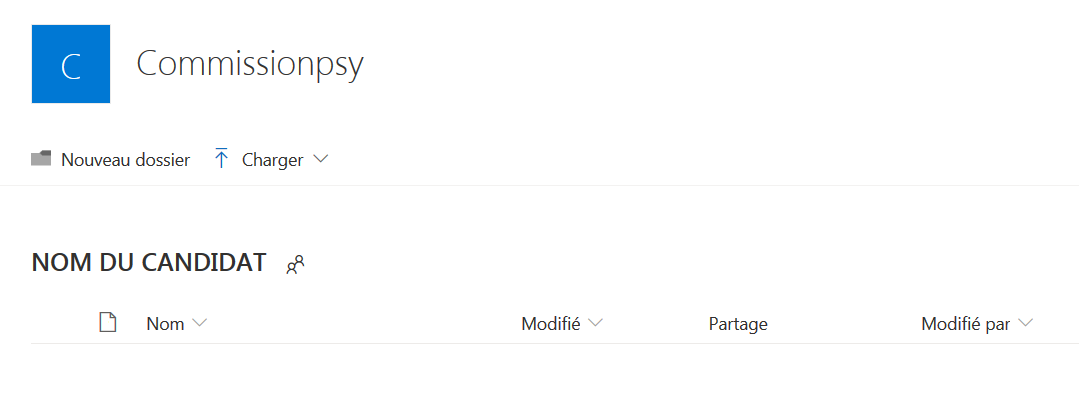 C
Commissionpsy
Nouveau dossier Charger
NOM DU CANDIDAT
Nom Modifié Partage Modifié par